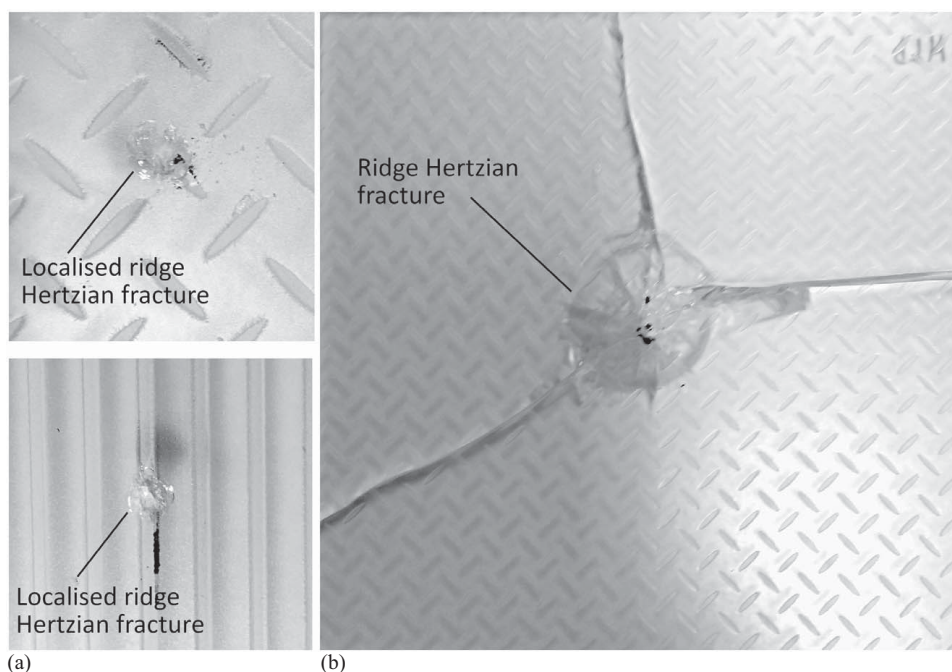 Localised ridge
Hertzian fracture
Localised ridge
Hertzian fracture
(a)
Ridge Hertzian
fracture
(b)